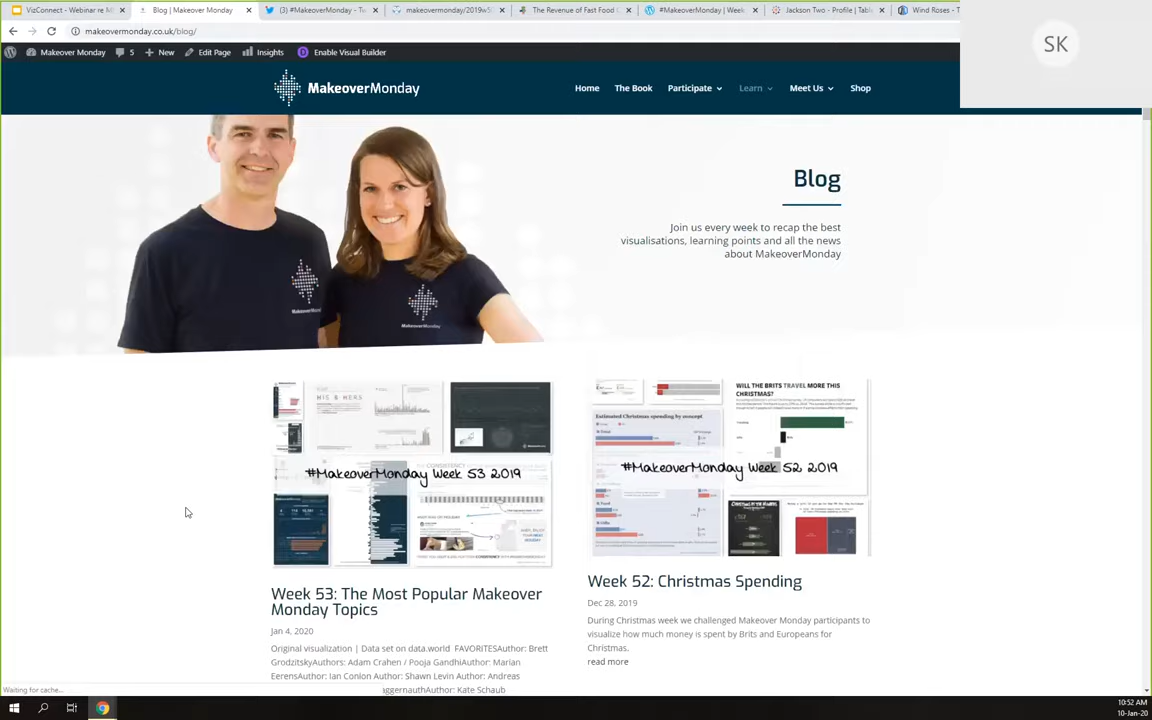 VizConnect - Webinar re M
Blog | Makeover Monday
(3) #MakeoverMonday - Tw
makeovermonday/2019w5
The Revenue of Fast Food
#MakeoverMonday | Week
Jackson Two - Profile | Table
Wind Roses - T
makeovermonday.co.uk/blog/
Makeover Monday
5
New
Edit Page
Insights
D
Enable Visual Builder
SK
MakeoverMonday
Home
The Book
Participate
Learn
Meet Us
Shop
Blog
Join us every week to recap the best
visualisations, learning points and all the news
about MakeoverMonday
MakeoverMonday
HIS & HERS
#MakeoverMonday Week 53 2019
WILL THE BRITS TRAVEL MORE THIS
CHRISTMAS?
Estimated Christmas spending by concept
#MakeoverMonday Week 52 2019
Week 53: The Most Popular Makeover
Monday Topics
Jan 4, 2020
Original visualization | Data set on data.world FAVORITESAuthor: Brett
GrodzitskyAuthors: Adam Crahen / Pooja GandhiAuthor: Marian
EerensAuthor: Ian Conlon Author: Shawn Levin Author: Andreas
aggernauthAuthor: Kate Schaub
Week 52: Christmas Spending
Dec 28, 2019
During Christmas week we challenged Makeover Monday participants to
visualize how much money is spent by Brits and Europeans for
Christmas.
read more
Waiting for cache...
10:52 AM
10-Jan-20